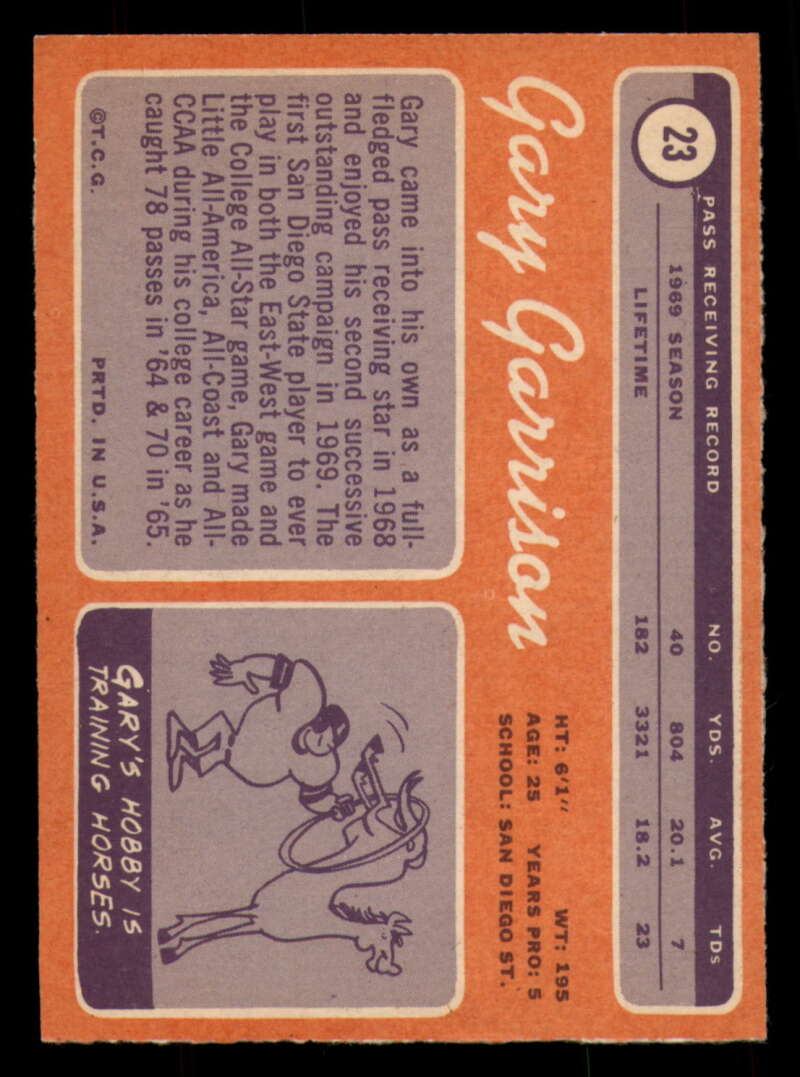 23
PASS RECEIVING RECORD NO. YDS. AVG. TDs
1969 SEASON 40 804 20.1 7
LIFETIME 182 3321 18.2 23
Gary Garrison
HT: 6'1" WT: 195
AGE: 25 YEARS PRO: 5
SCHOOL: SAN DIEGO ST.
Gary came into his own as a full-
fledged pass receiving star in 1968
and enjoyed his second successive
outstanding campaign in 1969. The
first San Diego State player to ever
play in both the East-West game and
the College All-Star game, Gary made
Little All-America, All-Coast and All-
CCAA during his college career as he
caught 78 passes in '64 & 70 in '65.
©T.C.G. PRTD. IN U.S.A.
GARY'S HOBBY IS
TRAINING HORSES.